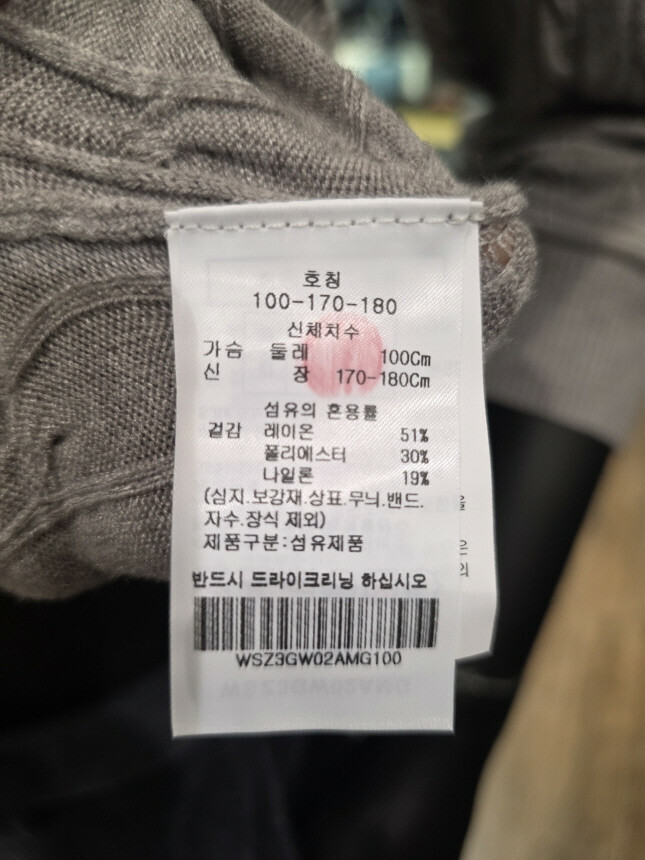 호칭
100-170-180
신체치수
가슴 둘레 100Cm
신 장 170-180Cm
섬유의 혼용률
겉감 레이온 51%
폴리에스터 30%
나일론 19%
(심지.보강재.상표.무늬.밴드.
자수.장식 제외)
제품구분:섬유제품
반드시 드라이크리닝 하십시오
WSZ3GW02AMG100
을
은
의